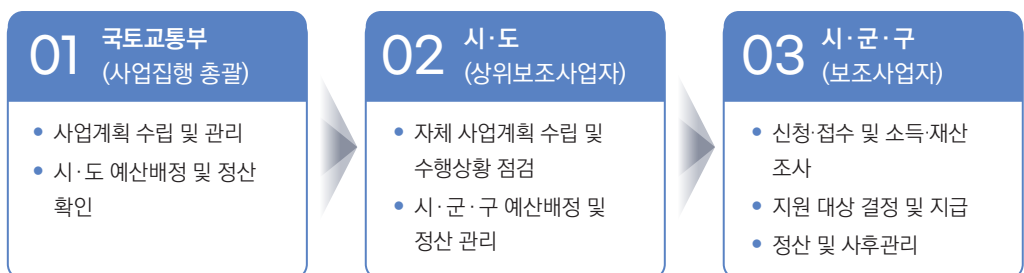 01 국토교통부
(사업집행 총괄)
• 사업계획 수립 및 관리
• 시·도 예산배정 및 정산
확인
02 시·도
(상위보조사업자)
• 자체 사업계획 수립 및
수행상황 점검
• 시·군·구 예산배정 및
정산 관리
03 시·군·구
(보조사업자)
• 신청·접수 및 소득·재산
조사
• 지원 대상 결정 및 지급
• 정산 및 사후관리